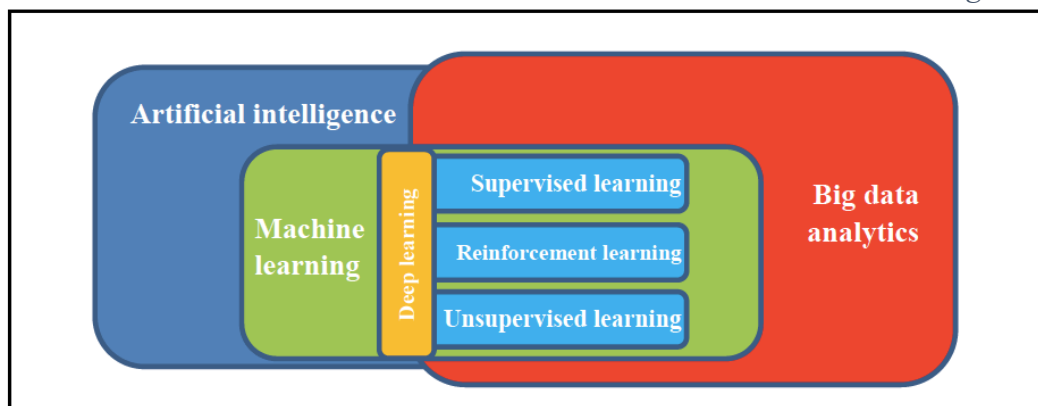 Artificial intelligence
Machine
learning
Deep learning
Supervised learning
Reinforcement learning
Unsupervised learning
Big data
analytics